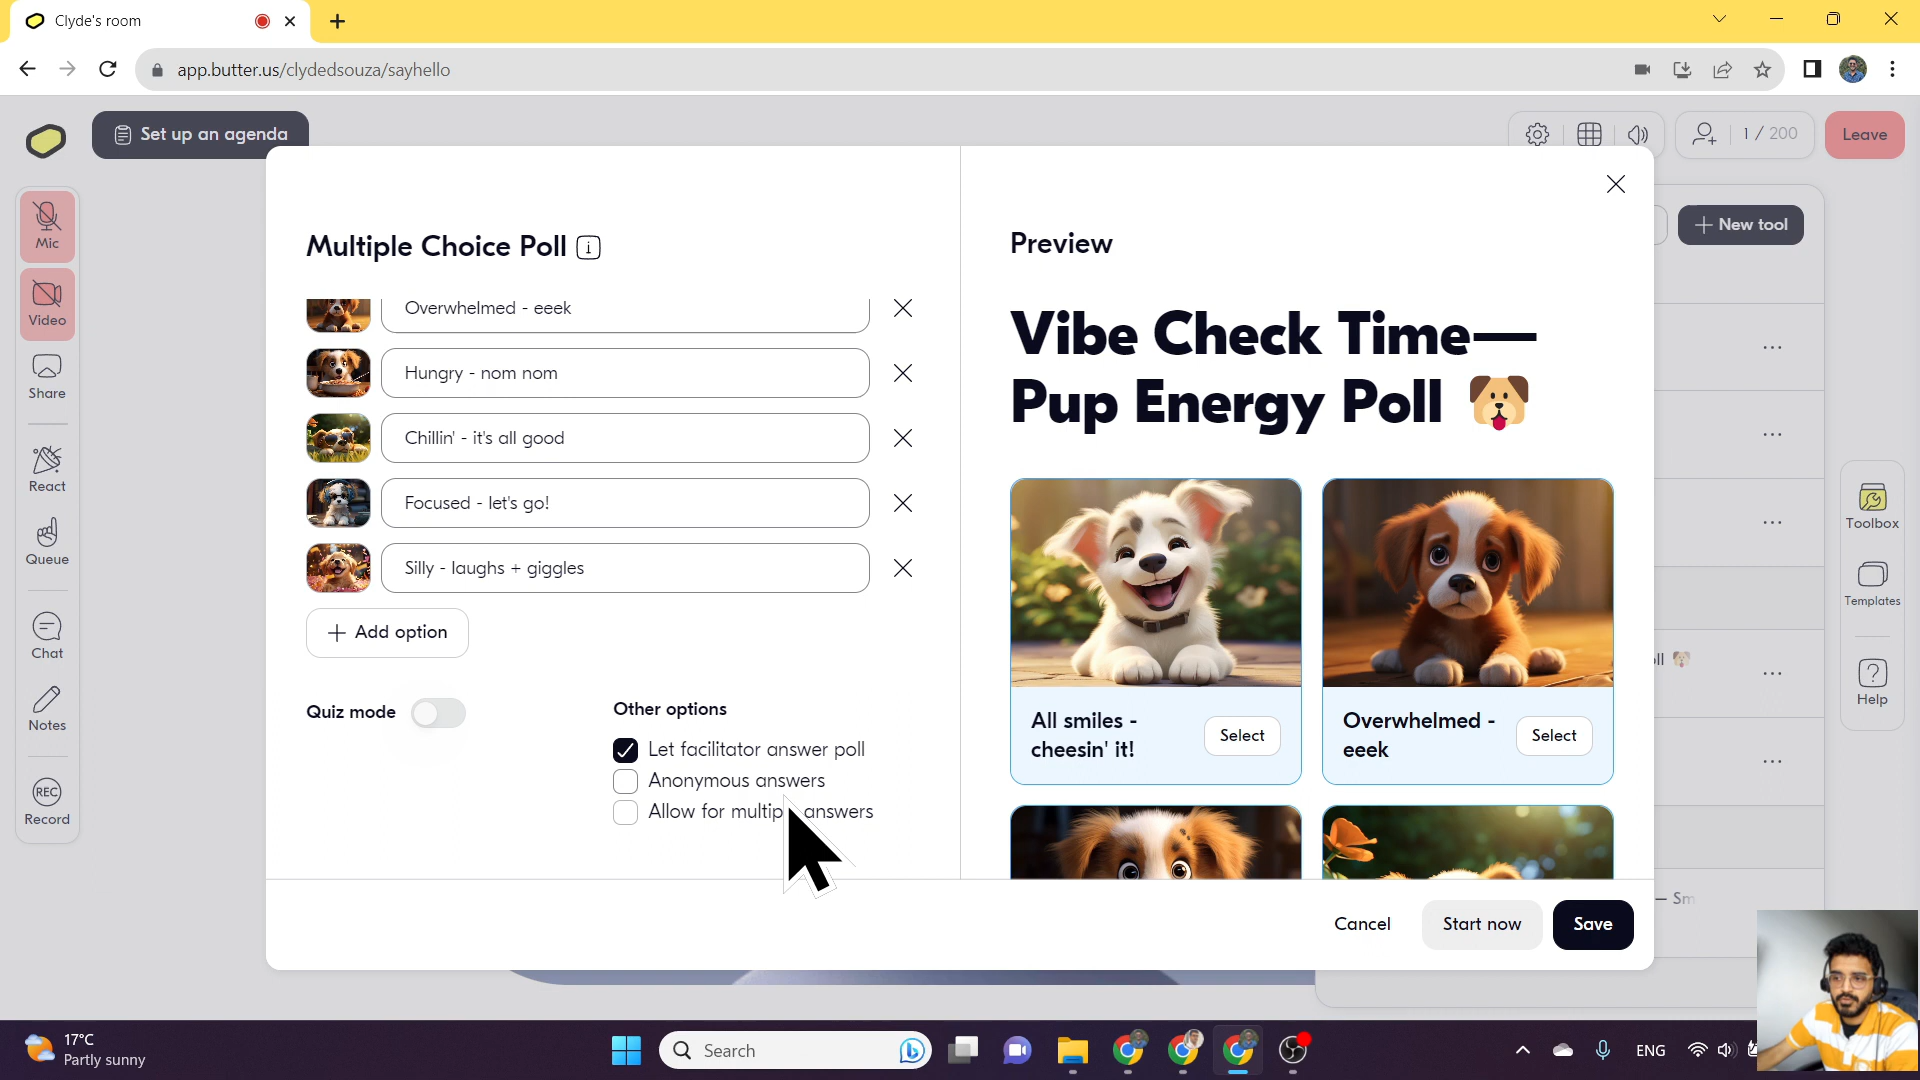 Clyde's room
app.butter.us/clydedsouza/sayhello
Set up an agenda
1 / 200
Leave
New tool
Mic
Video
Share
React
Queue
Chat
Notes
REC
Record
Multiple Choice Poll
Overwhelmed - eeek
Hungry - nom nom
Chillin' - it's all good
Focused - let's go!
Silly - laughs + giggles
Add option
Quiz mode
Other options
Let facilitator answer poll
Anonymous answers
Allow for multip answers
Preview
Vibe Check Time—
Pup Energy Poll
All smiles -
cheesin' it!
Select
Overwhelmed -
eeek
Select
Cancel
Start now
Save
Toolbox
Templates
Help
17°C
Partly sunny
Search
ENG